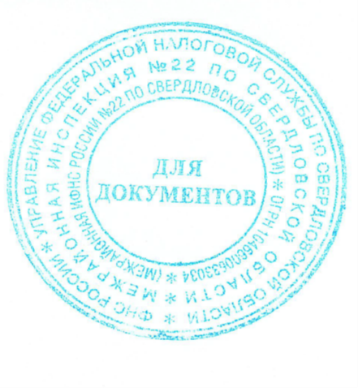 ФНС РОССИИ * УПРАВЛЕНИЕ ФЕДЕРАЛЬНОЙ НАЛОГОВОЙ СЛУЖБЫ ПО СВЕРДЛОВСКОЙ ОБЛАСТИ *
МЕЖРАЙОННАЯ ИНСПЕКЦИЯ №22 ПО СВЕРДЛОВСКОЙ ОБЛАСТИ *
(МЕЖРАЙОННАЯ ИФНС РОССИИ №22 ПО СВЕРДЛОВСКОЙ ОБЛАСТИ) * ОГРН 1046600633034 *
ДЛЯ
ДОКУМЕНТОВ